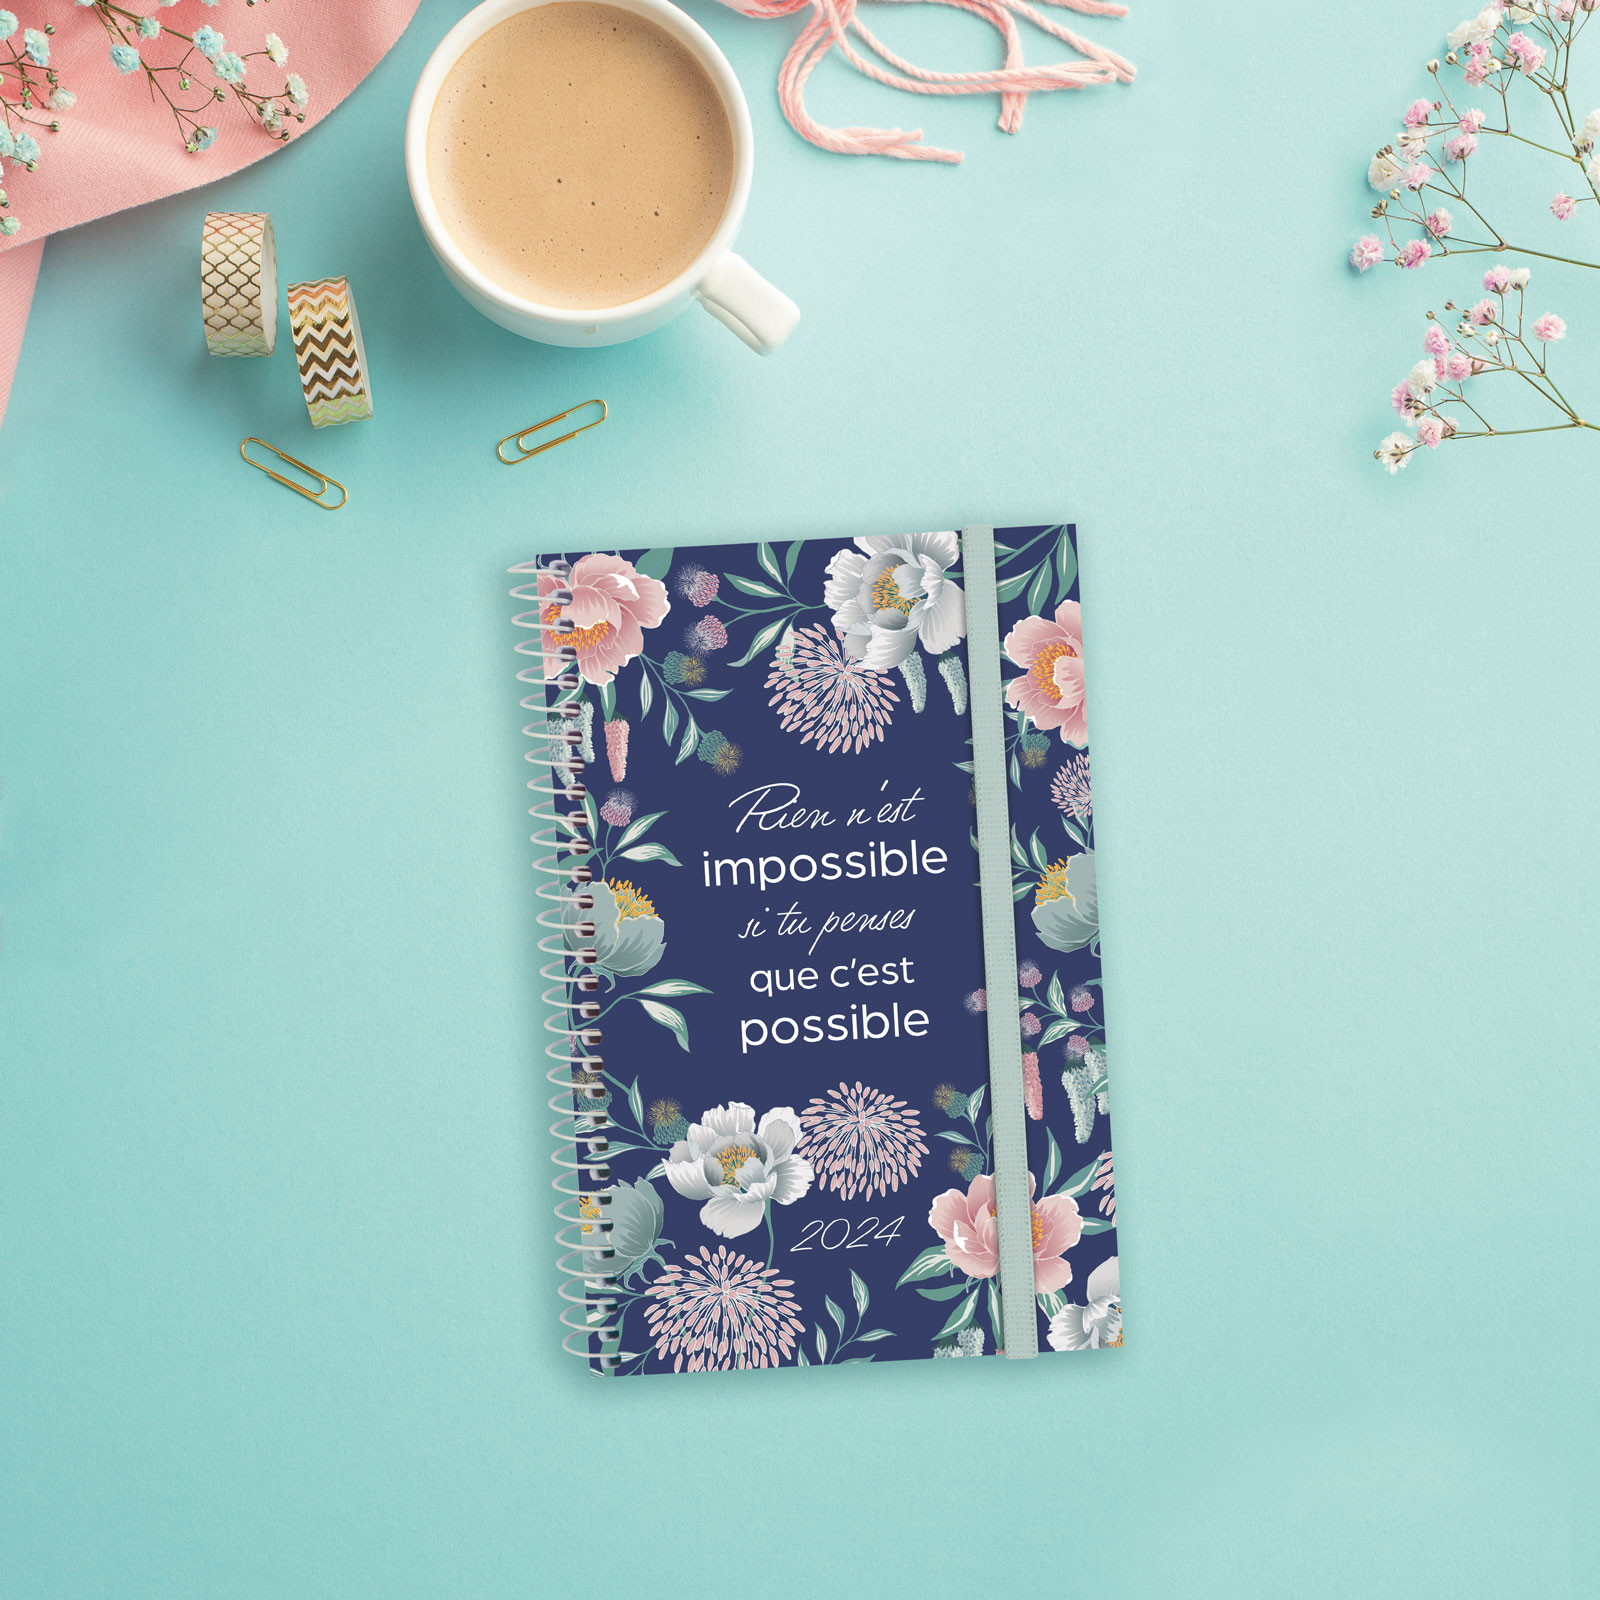 Rien n'est
impossible
si tu penses
que c'est
possible
2024